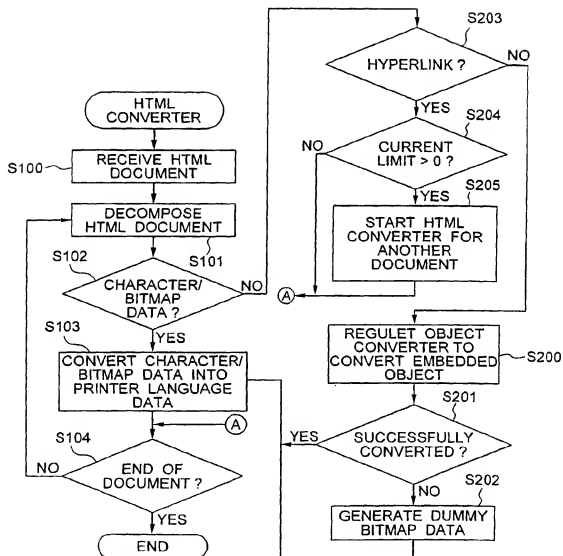 HTML
CONVERTER
S100
RECEIVE HTML
DOCUMENT
DECOMPOSE
HTML DOCUMENT
S101
S102
CHARACTER/
BITMAP
DATA ?
NO
YES
S103
CONVERT CHARACTER/
BITMAP DATA INTO
PRINTER LANGUAGE
DATA
A
S104
END OF
DOCUMENT ?
NO
YES
END
S203
HYPERLINK ?
NO
YES
S204
NO
CURRENT
LIMIT > 0 ?
YES
S205
START HTML
CONVERTER FOR
ANOTHER
DOCUMENT
A
REGULET OBJECT
CONVERTER TO
CONVERT EMBEDDED
OBJECT
S200
S201
YES
SUCCESSFULLY
CONVERTED ?
NO
S202
GENERATE DUMMY
BITMAP DATA